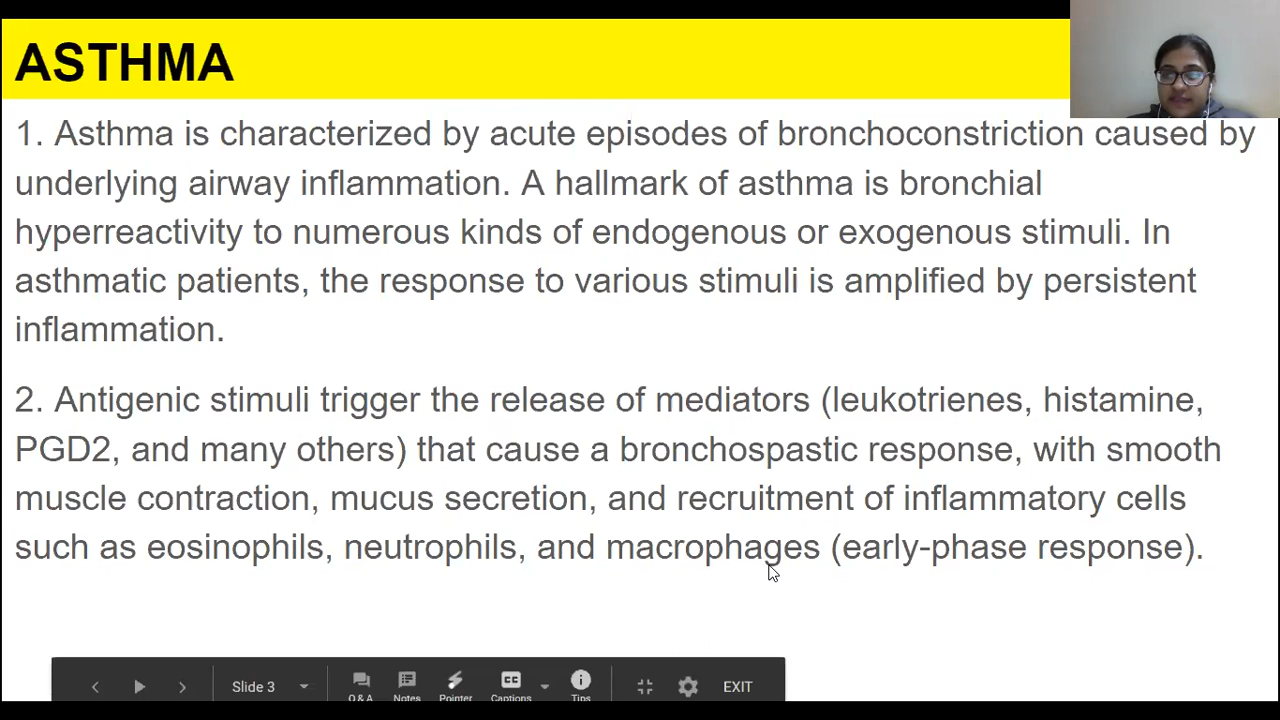 ASTHMA
1. Asthma is characterized by acute episodes of bronchoconstriction caused by
underlying airway inflammation. A hallmark of asthma is bronchial
hyperreactivity to numerous kinds of endogenous or exogenous stimuli. In
asthmatic patients, the response to various stimuli is amplified by persistent
inflammation.
2. Antigenic stimuli trigger the release of mediators (leukotrienes, histamine,
PGD2, and many others) that cause a bronchospastic response, with smooth
muscle contraction, mucus secretion, and recruitment of inflammatory cells
such as eosinophils, neutrophils, and macrophages (early-phase response).
Slide 3 Q & A Notes Pointer CC Captions Tips EXIT